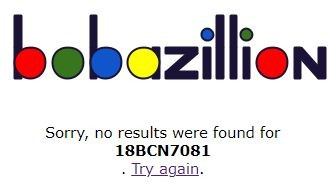 bobazillion
Sorry, no results were found for
18BCN7081
. Try again.